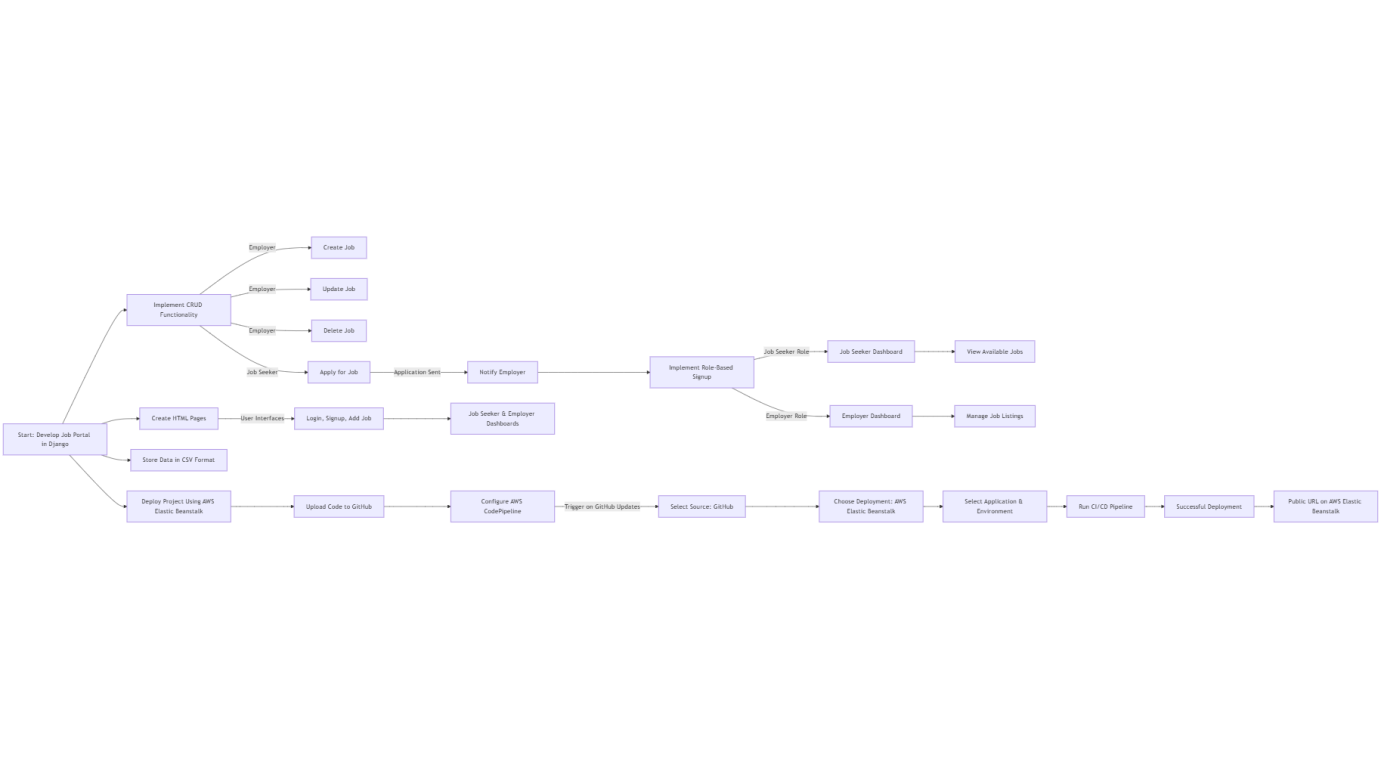 Start: Develop Job Portal
in Django
Implement CRUD
Functionality
Employer
Create Job
Employer
Update Job
Employer
Delete Job
Job Seeker
Apply for Job
Application Sent
Notify Employer
Implement Role-Based
Signup
Job Seeker Role
Job Seeker Dashboard
View Available Jobs
Employer Role
Employer Dashboard
Manage Job Listings
Create HTML Pages
User Interfaces
Login, Signup, Add Job
Job Seeker & Employer
Dashboards
Store Data in CSV Format
Deploy Project Using AWS
Elastic Beanstalk
Upload Code to GitHub
Configure AWS
CodePipeline
Trigger on GitHub Updates
Select Source: GitHub
Choose Deployment: AWS
Elastic Beanstalk
Select Application &
Environment
Run CI/CD Pipeline
Successful Deployment
Public URL on AWS Elastic
Beanstalk